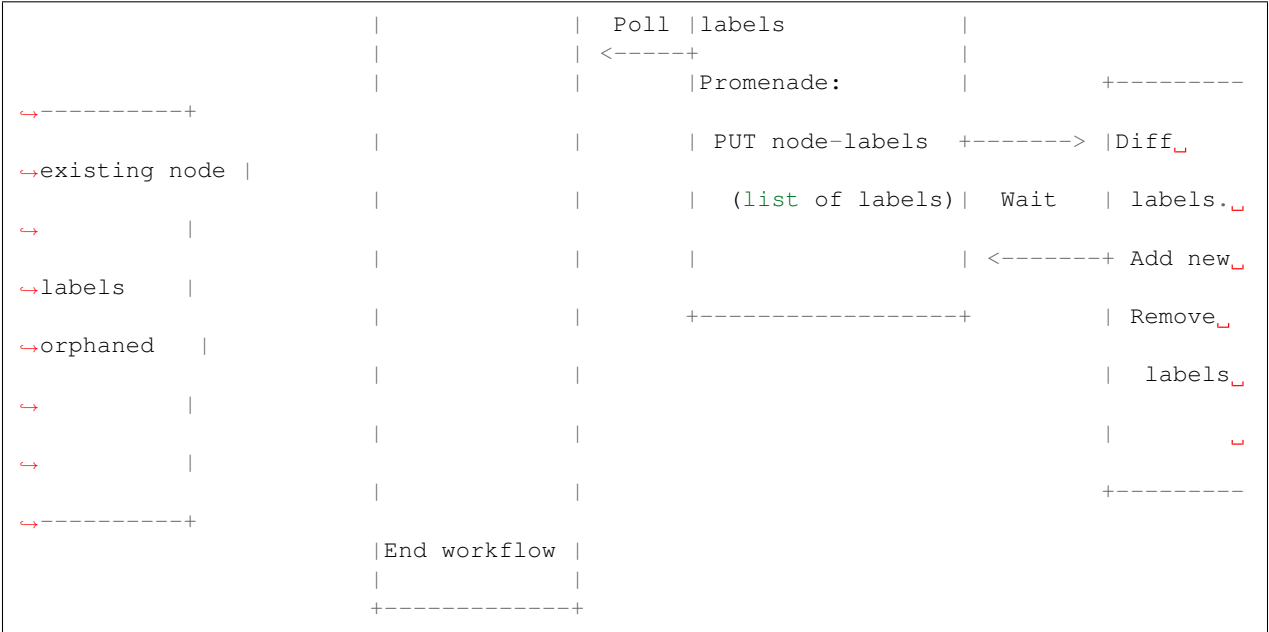 | | Poll |labels |
| | <-----+ |
| | |Promenade: | +---------
↪----------+
| | | PUT node-labels +-------> |Diff␣
↪existing node |
| | | (list of labels)| Wait | labels.␣
↪ |
| | | | <-------+ Add new␣
↪labels |
| | +------------------+ | Remove␣
↪orphaned |
| | | labels␣
↪ |
| | | ␣
↪ |
| | +---------
↪----------+
|End workflow |
| |
+-------------+